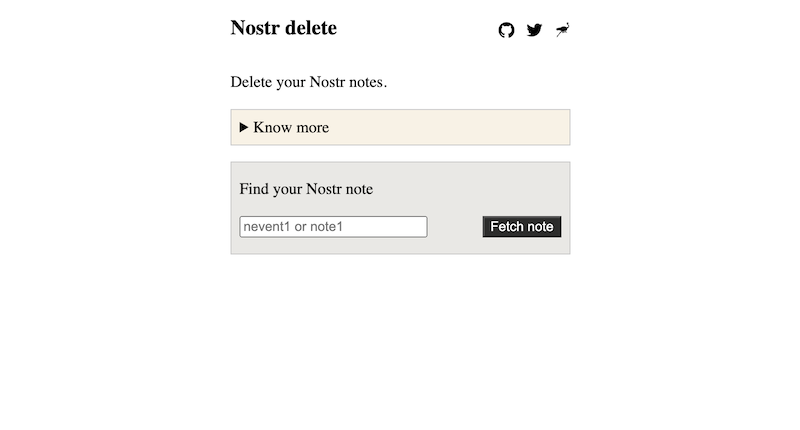 Nostr delete
Delete your Nostr notes.
Know more
Find your Nostr note
nevent1 or note1
Fetch note